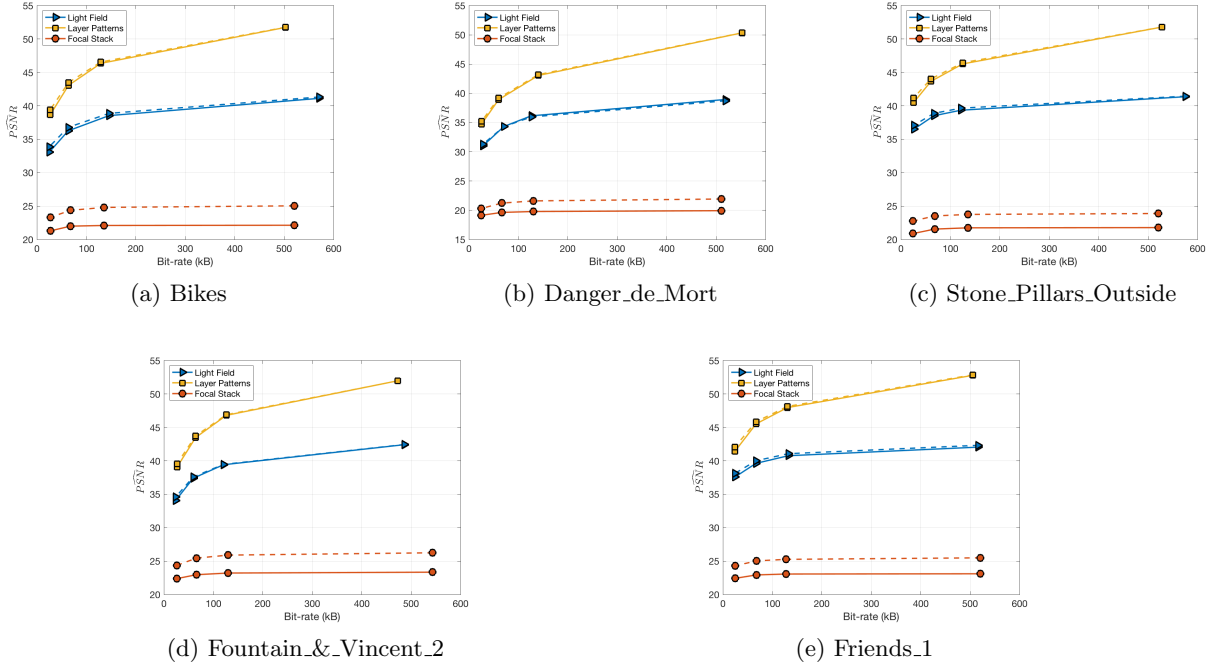 55
50
45
40
35
30
25
20
0 100 200 300 400 500 600
PSNR
Bit-rate (kB)
Light Field
Layer Patterns
Focal Stack
(a) Bikes
55
50
45
40
35
30
25
20
15
0 100 200 300 400 500 600
PSNR
Bit-rate (kB)
Light Field
Layer Patterns
Focal Stack
(b) Danger_de_Mort
55
50
45
40
35
30
25
20
0 100 200 300 400 500 600
PSNR
Bit-rate (kB)
Light Field
Layer Patterns
Focal Stack
(c) Stone_Pillars_Outside
55
50
45
40
35
30
25
20
0 100 200 300 400 500 600
PSNR
Bit-rate (kB)
Light Field
Layer Patterns
Focal Stack
(d) Fountain_&_Vincent_2
55
50
45
40
35
30
25
20
0 100 200 300 400 500 600
PSNR
Bit-rate (kB)
Light Field
Layer Patterns
Focal Stack
(e) Friends_1